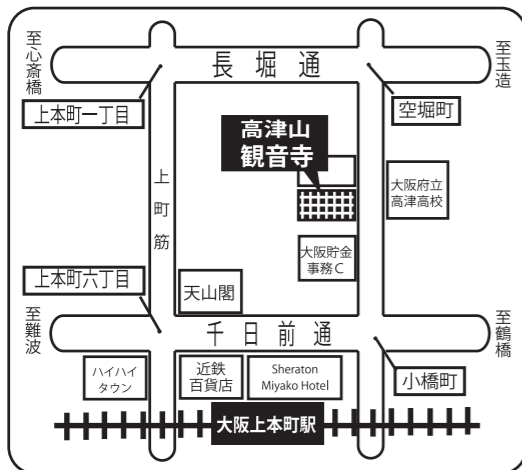 至心斎橋
長堀通
至玉造
上本町一丁目
空堀町
高津山
観音寺
上町筋
大阪府立
高津高校
大阪貯金
事務C
上本町六丁目
天山閣
至難波
千日前通
至鶴橋
ハイハイ
タウン
近鉄
百貨店
Sheraton
Miyako Hotel
小橋町
大阪上本町駅